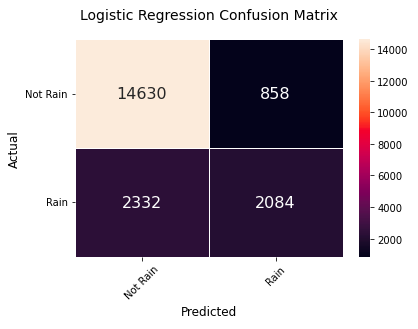 Logistic Regression Confusion Matrix
Actual
Not Rain
14630
858
Rain
2332
2084
Not Rain
Rain
Predicted
14000
12000
10000
8000
6000
4000
2000